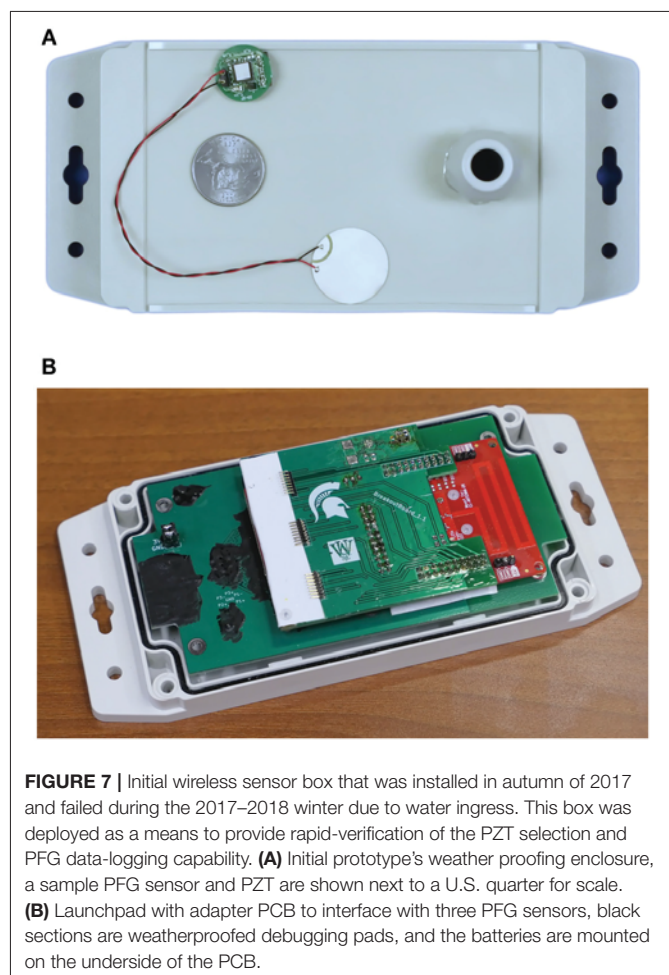 A
B
BreakoutBoard_1.1
W
FIGURE 7 | Initial wireless sensor box that was installed in autumn of 2017
and failed during the 2017–2018 winter due to water ingress. This box was
deployed as a means to provide rapid-verification of the PZT selection and
PFG data-logging capability. (A) Initial prototype's weather proofing enclosure,
a sample PFG sensor and PZT are shown next to a U.S. quarter for scale.
(B) Launchpad with adapter PCB to interface with three PFG sensors, black
sections are weatherproofed debugging pads, and the batteries are mounted
on the underside of the PCB.